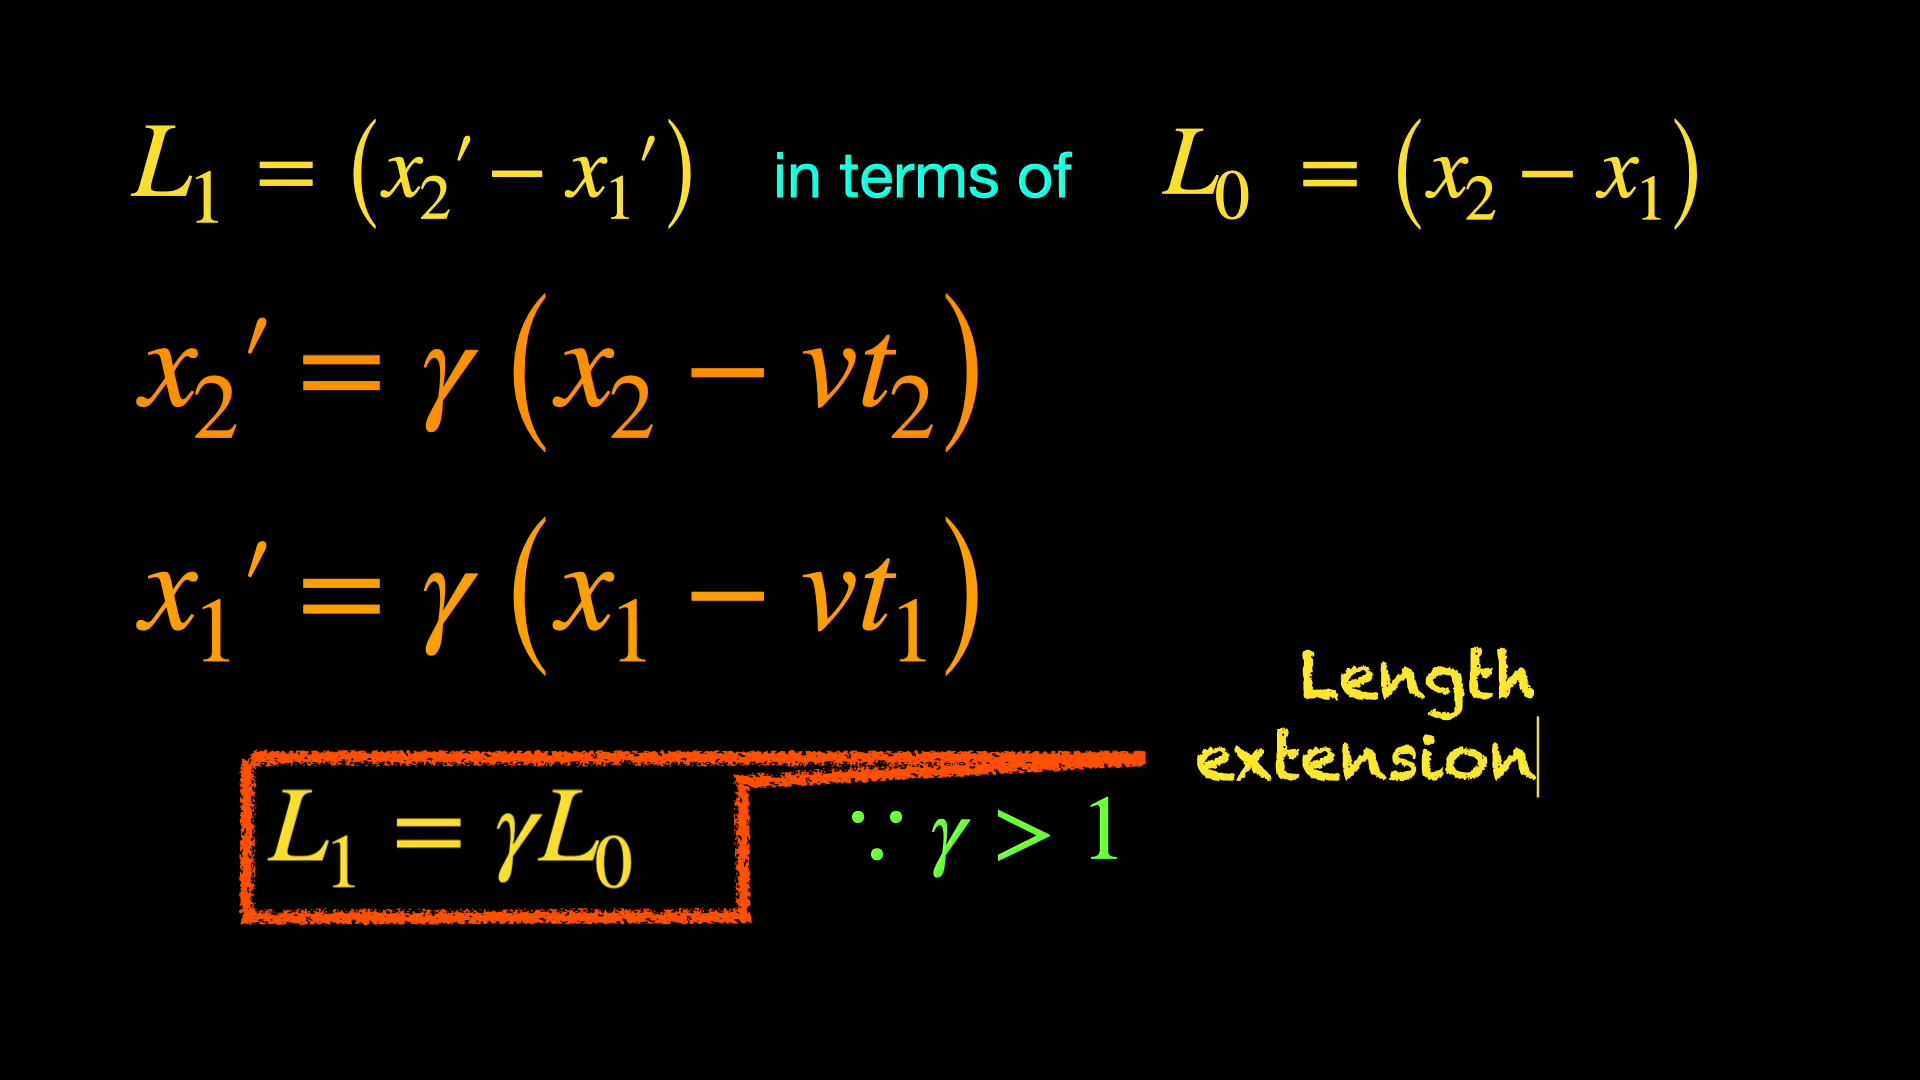 L₁ = (x₂′ − x₁′) in terms of L₀ = (x₂ − x₁)
x₂′ = γ (x₂ − vt₂)
x₁′ = γ (x₁ − vt₁)
Length
extension
L₁ = γL₀ ∵ γ > 1